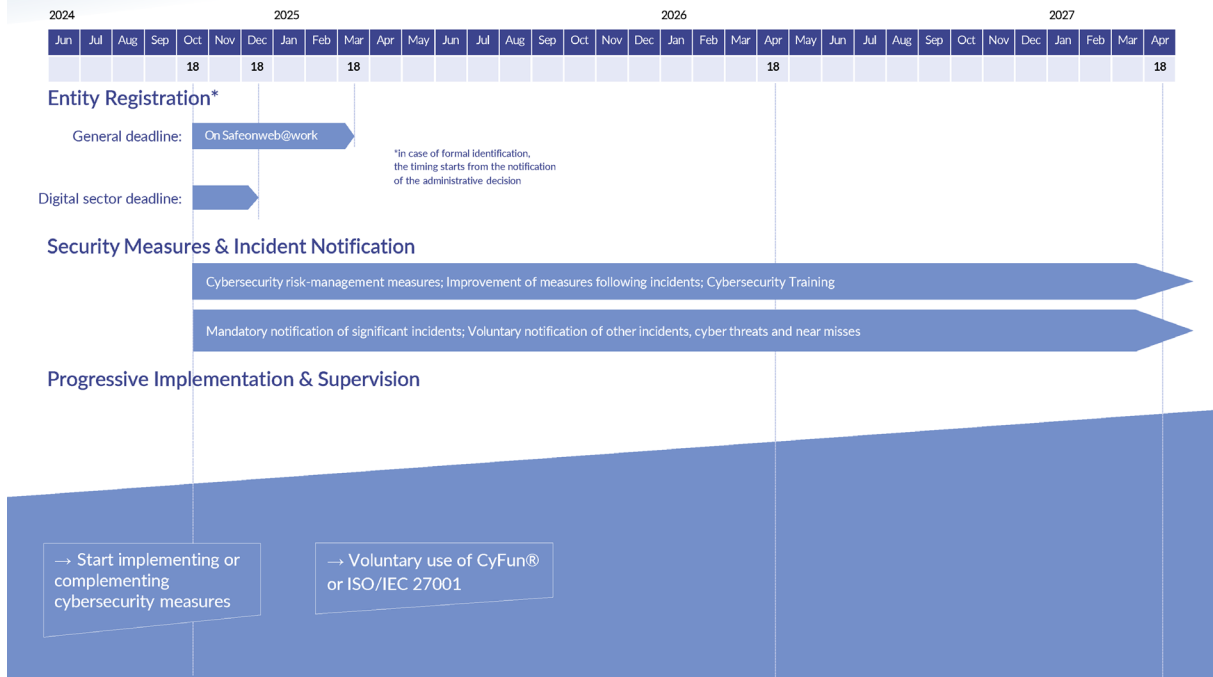 2024 2025 2026 2027
Jun Jul Aug Sep Oct Nov Dec Jan Feb Mar Apr May Jun Jul Aug Sep Oct Nov Dec Jan Feb Mar Apr May Jun Jul Aug Sep Oct Nov Dec Jan Feb Mar Apr
18 18 18 18 18
Entity Registration*
General deadline: On Safeonweb@work
*in case of formal identification,
the timing starts from the notification
of the administrative decision
Digital sector deadline:
Security Measures & Incident Notification
Cybersecurity risk-management measures; Improvement of measures following incidents; Cybersecurity Training
Mandatory notification of significant incidents; Voluntary notification of other incidents, cyber threats and near misses
Progressive Implementation & Supervision
→ Start implementing or
complementing
cybersecurity measures
→ Voluntary use of CyFun®
or ISO/IEC 27001